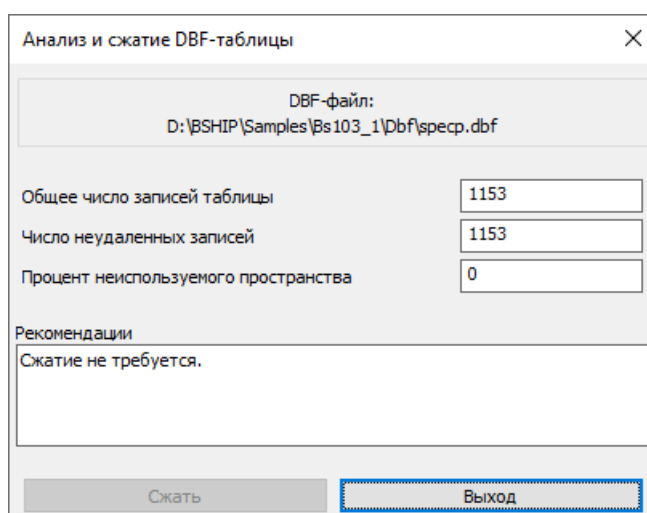 Анализ и сжатие DBF-таблицы
DBF-файл:
D:\BSHIP\Samples\Bs103_1\Dbf\specp.dbf
Общее число записей таблицы 1153
Число неудаленных записей 1153
Процент неиспользуемого пространства 0
Рекомендации
Сжатие не требуется.
Сжать Выход